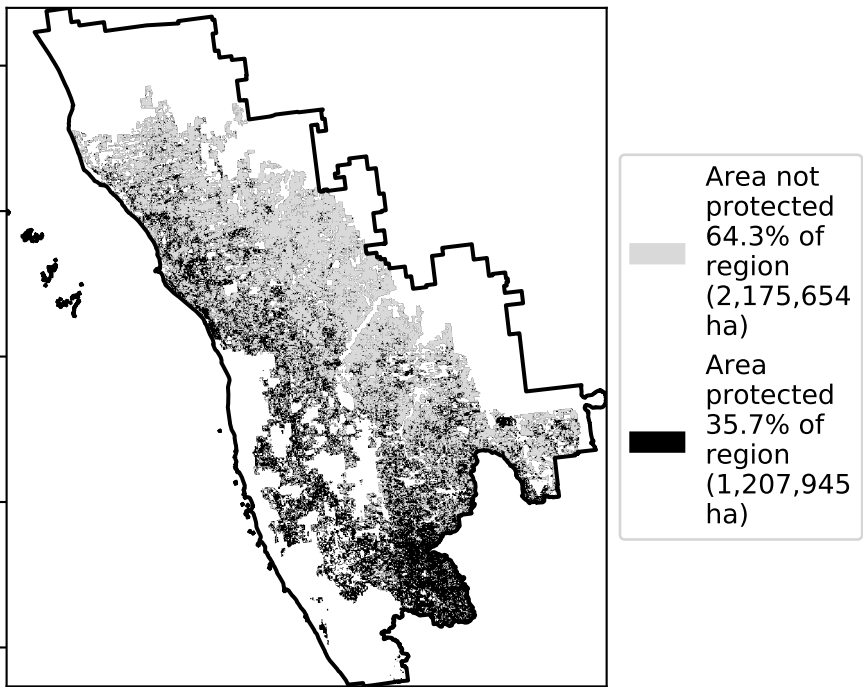 Area not
protected
64.3% of
region
(2,175,654
ha)
Area
protected
35.7% of
region
(1,207,945
ha)